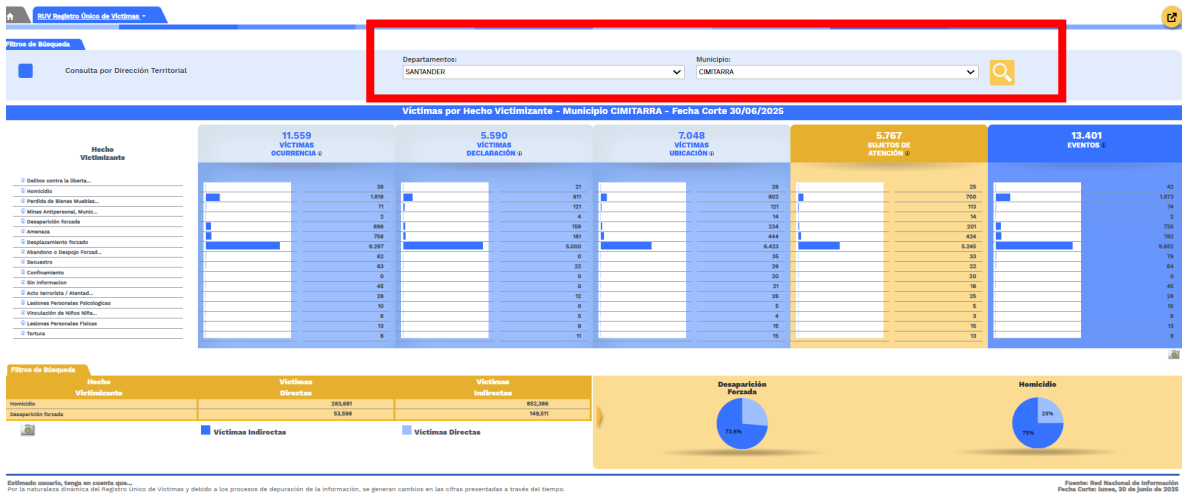 RUV Registro Único de Victimas
Filtros de Búsqueda
Consulta por Dirección Territorial
Departamentos:
SANTANDER
Municipio:
CIMITARRA
Víctimas por Hecho Victimizante - Municipio CIMITARRA - Fecha Corte 30/06/2025
Hecho
Victimizante
11.559
VÍCTIMAS
OCURRENCIA
5.590
VÍCTIMAS
DECLARACIÓN
7.048
VÍCTIMAS
UBICACIÓN
5.767
SUJETOS DE
ATENCIÓN
13.401
EVENTOS
Delitos contra la liberta... 38 21 26 25 42
Homicidio 1.818 611 802 700 1.873
Perdida de Bienes Muebles... 71 121 121 113 74
Minas Antipersonal, Munic... 2 4 14 14 2
Desaparición forzada 696 159 234 201 720
Amenaza 756 181 444 424 782
Desplazamiento forzado 9.297 5.000 6.423 5.245 9.652
Abandono o Despojo Forzad... 62 0 35 33 79
Secuestro 63 22 29 22 64
Confinamiento 0 0 20 20 0
Sin informacion 45 0 21 16 45
Acto terrorista / Atentad... 28 12 26 25 28
Lesiones Personales Psicologicas 10 0 5 5 10
Vinculación de Niños Niña... 8 5 4 3 8
Lesiones Personales Fisicas 13 8 15 15 13
Tortura 8 11 15 13 9
Filtros de Búsqueda
Hecho
Victimizante
Víctimas
Directas
Víctimas
Indirectas
Homicidio 283,681 852,366
Desaparición forzada 53,598 149,511
Víctimas Indirectas
Víctimas Directas
Desaparición
Forzada
73.6%
Homicidio
25%
75%
Estimado usuario, tenga en cuenta que...
Por la naturaleza dinámica del Registro Único de Víctimas y debido a los procesos de depuración de la información, se generan cambios en las cifras presentadas a través del tiempo.
Fuente: Red Nacional de Información
Fecha Corte: lunes, 30 de junio de 2025